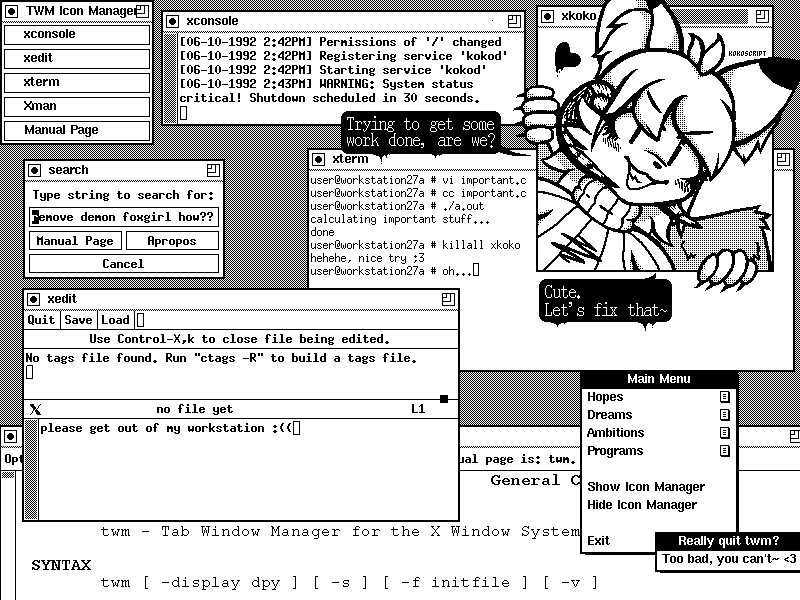 TWM Icon Manager
xconsole
xedit
xterm
Xman
Manual Page
xconsole
[06-10-1992 2:42PM] Permissions of '/' changed
[06-10-1992 2:42PM] Registering service 'kokod'
[06-10-1992 2:42PM] Starting service 'kokod'
[06-10-1992 2:43PM] WARNING: System status
critical! Shutdown scheduled in 30 seconds.
xkoko
KOKOSCRIPT
Trying to get some
work done, are we?
search
Type string to search for:
emove demon foxgirl how??
Manual Page
Apropos
Cancel
xterm
user@workstation27a # vi important.c
user@workstation27a # cc important.c
user@workstation27a # ./a.out
calculating important stuff...
done
user@workstation27a # killall xkoko
hehehe, nice try ;3
user@workstation27a # oh...
Cute.
Let's fix that~
xedit
Quit
Save
Load
Use Control-X,k to close file being edited.
No tags file found. Run "ctags -R" to build a tags file.
X
no file yet
L1
please get out of my workstation :((
Main Menu
Hopes
Dreams
Ambitions
Programs
Show Icon Manager
Hide Icon Manager
Exit
Really quit twm?
Too bad, you can't~ <3
Opt
ual page is: twm.
General C
twm - Tab Window Manager for the X Window System
SYNTAX
twm [ -display dpy ] [ -s ] [ -f initfile ] [ -v ]